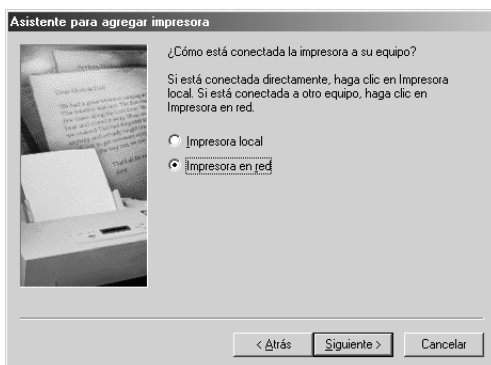 Asistente para agregar impresora
¿Cómo está conectada la impresora a su equipo?
Si está conectada directamente, haga clic en Impresora
local. Si está conectada a otro equipo, haga clic en
Impresora en red.
Impresora local
Impresora en red
< Atrás
Siguiente >
Cancelar